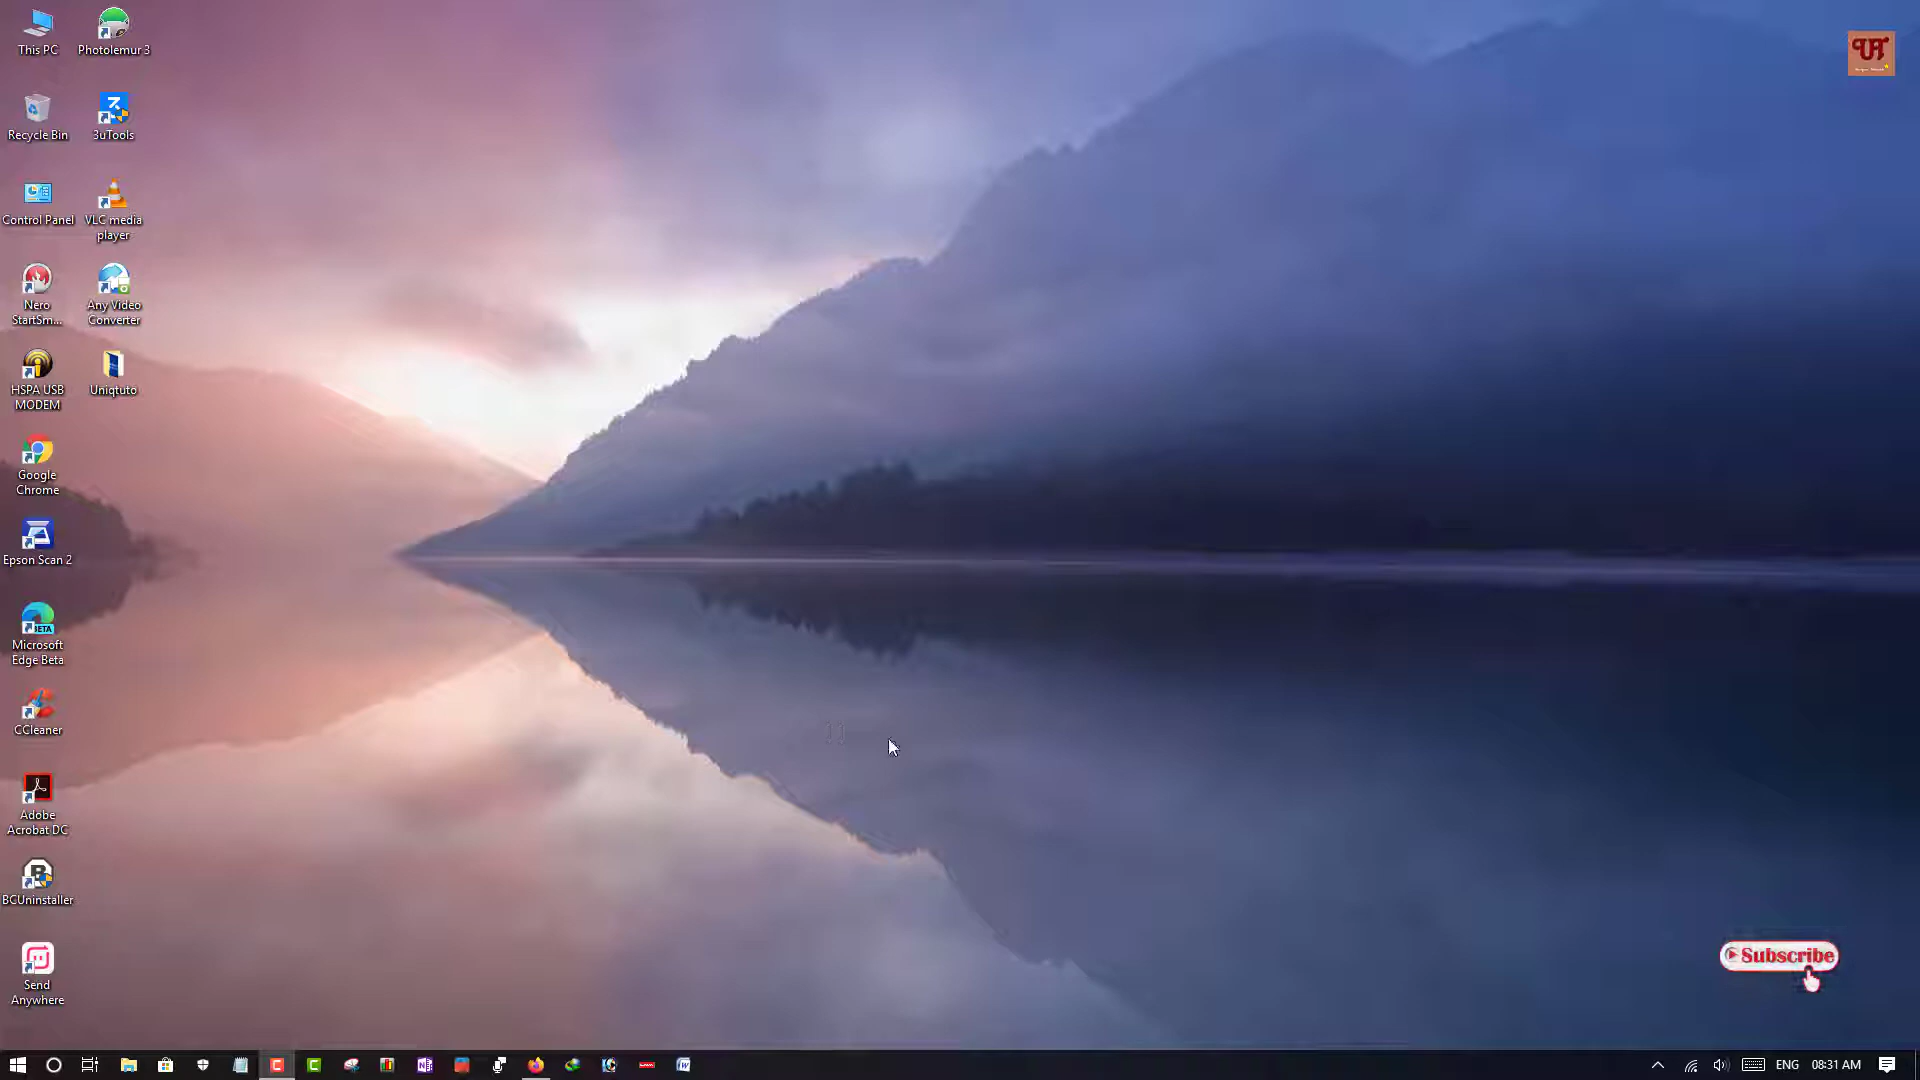 This PC
Photolemur 3
Recycle Bin
3uTools
Control Panel
VLC media
player
Nero
StartSm...
Any Video
Converter
HSPA USB
MODEM
Uniqtuto
Google
Chrome
Epson Scan 2
BETA
Microsoft
Edge Beta
CCleaner
Adobe
Acrobat DC
BCUninstaller
Send
Anywhere
UT
Subscribe
ENG
08:31 AM